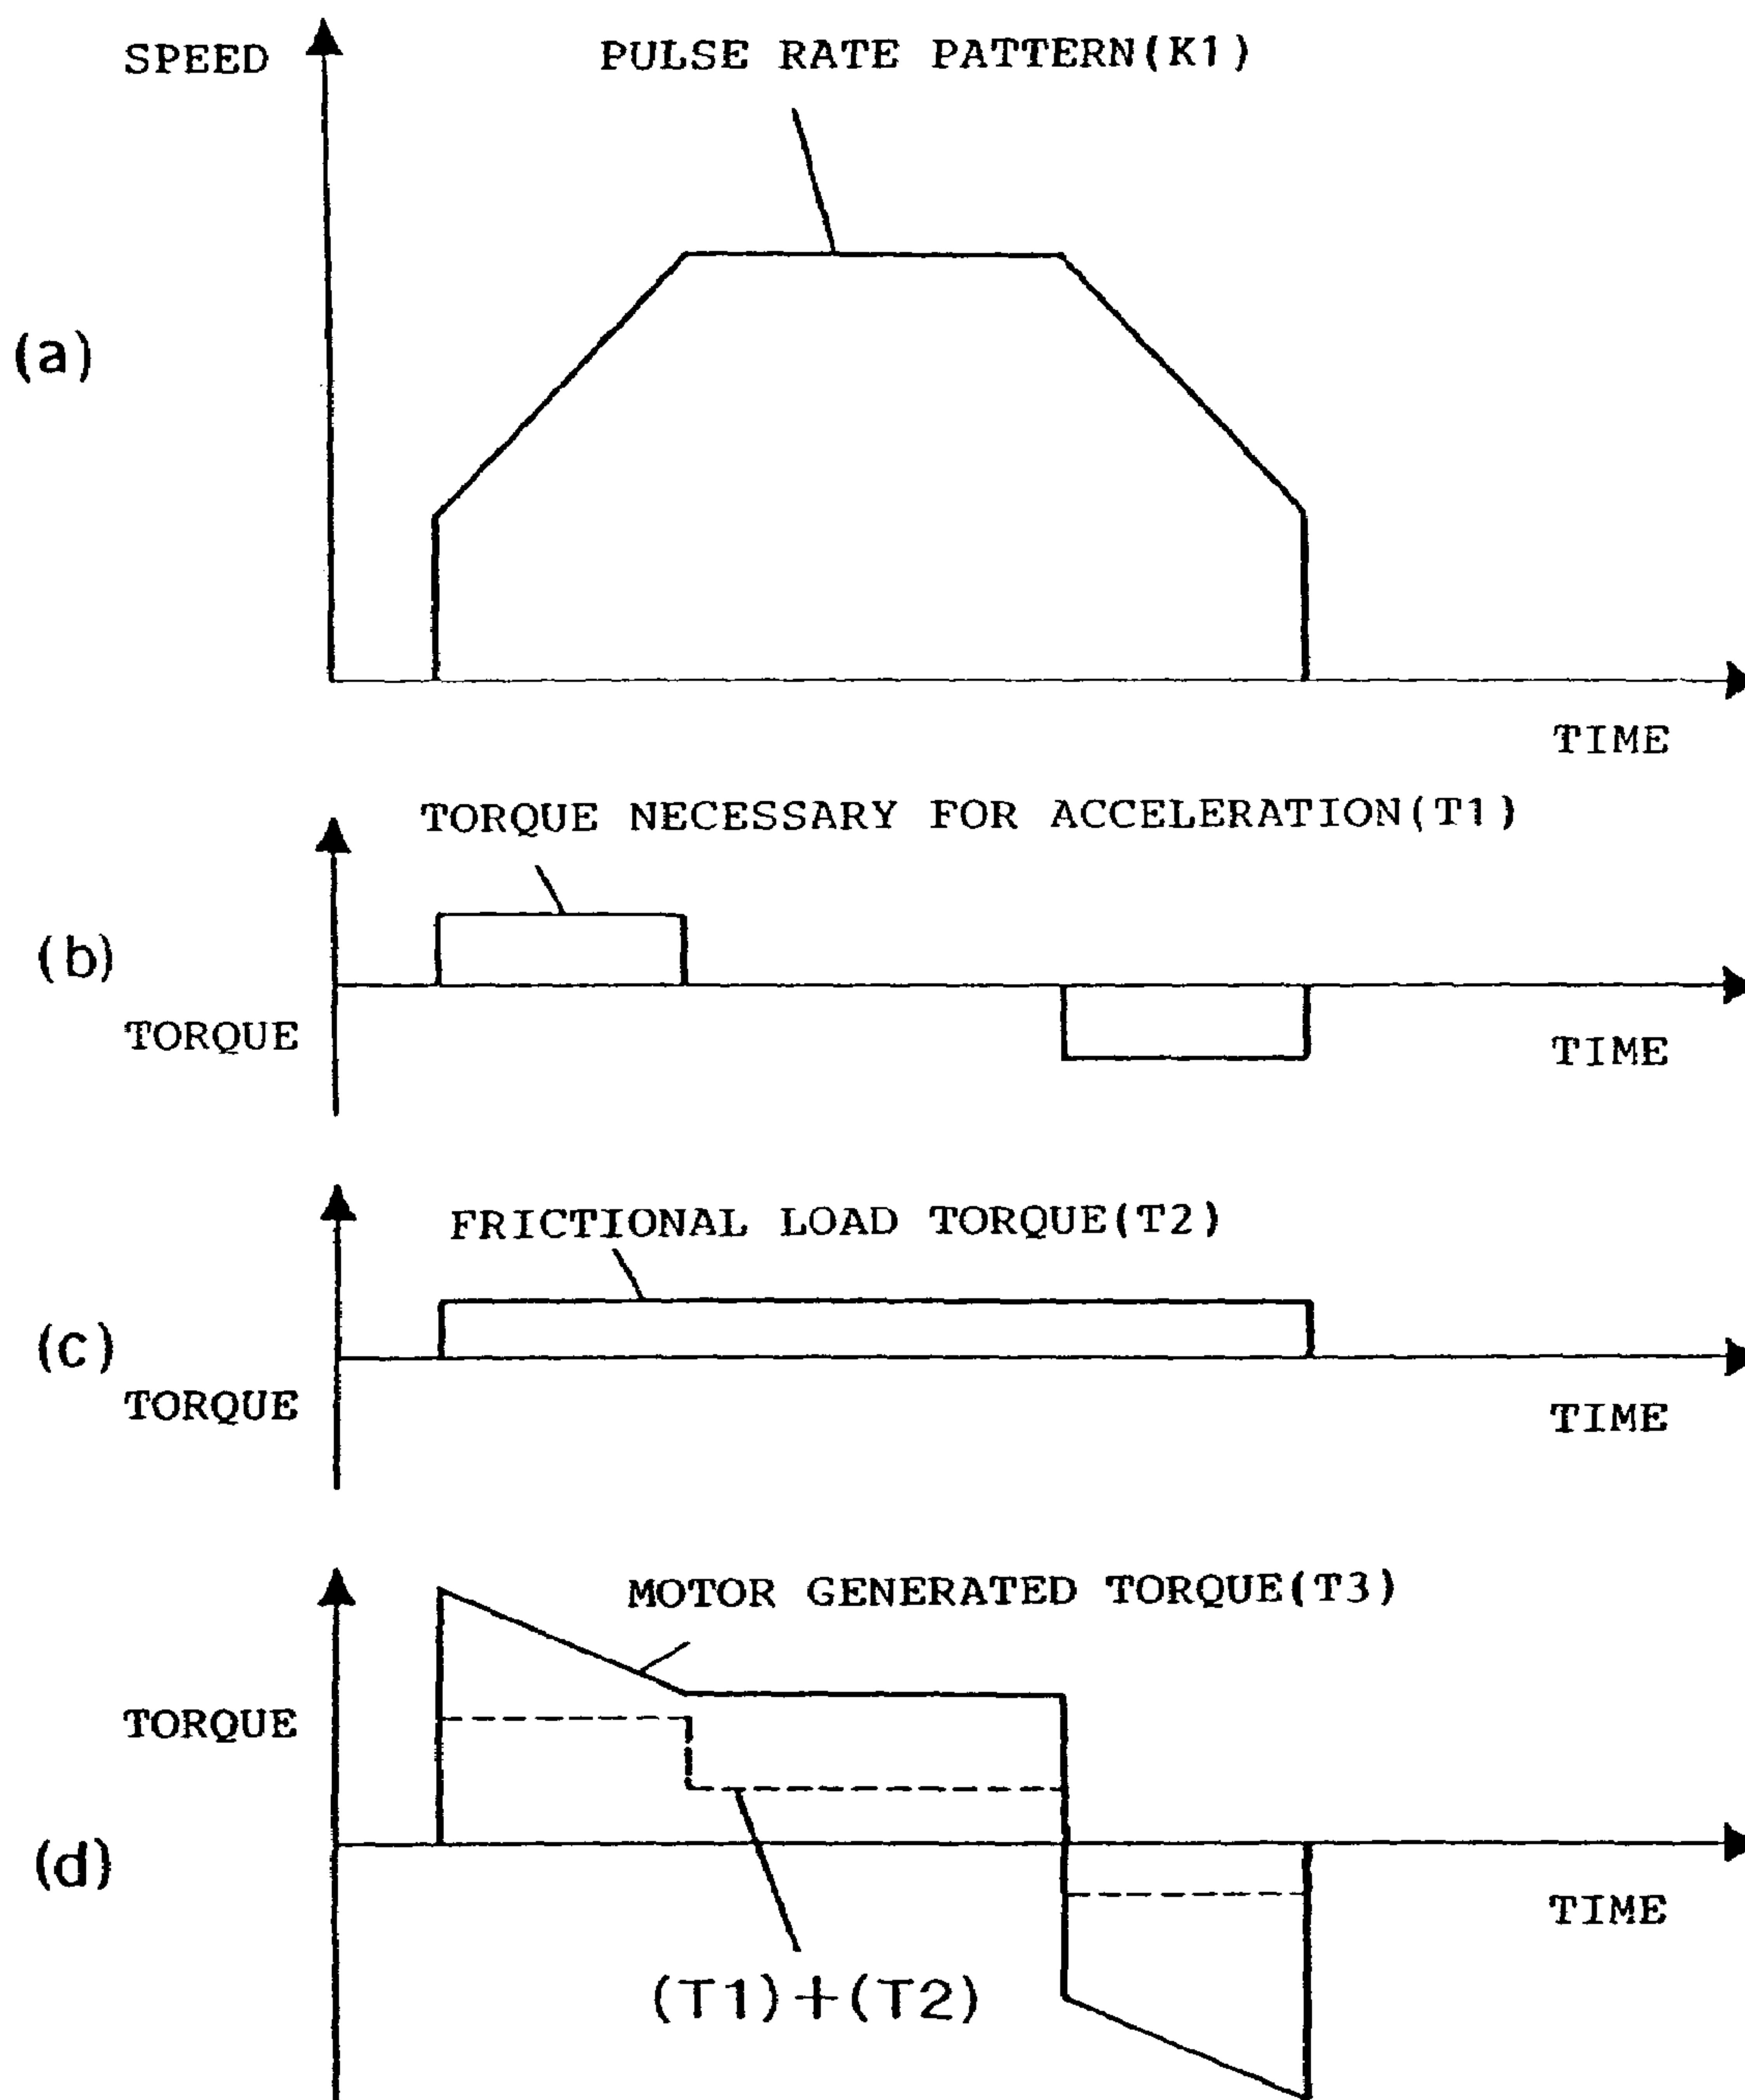 SPEED
PULSE RATE PATTERN(K1)
(a)
TIME
TORQUE NECESSARY FOR ACCELERATION(T1)
(b)
TORQUE
TIME
FRICTIONAL LOAD TORQUE(T2)
(c)
TORQUE
TIME
MOTOR GENERATED TORQUE(T3)
TORQUE
(d)
TIME
(T1)+(T2)